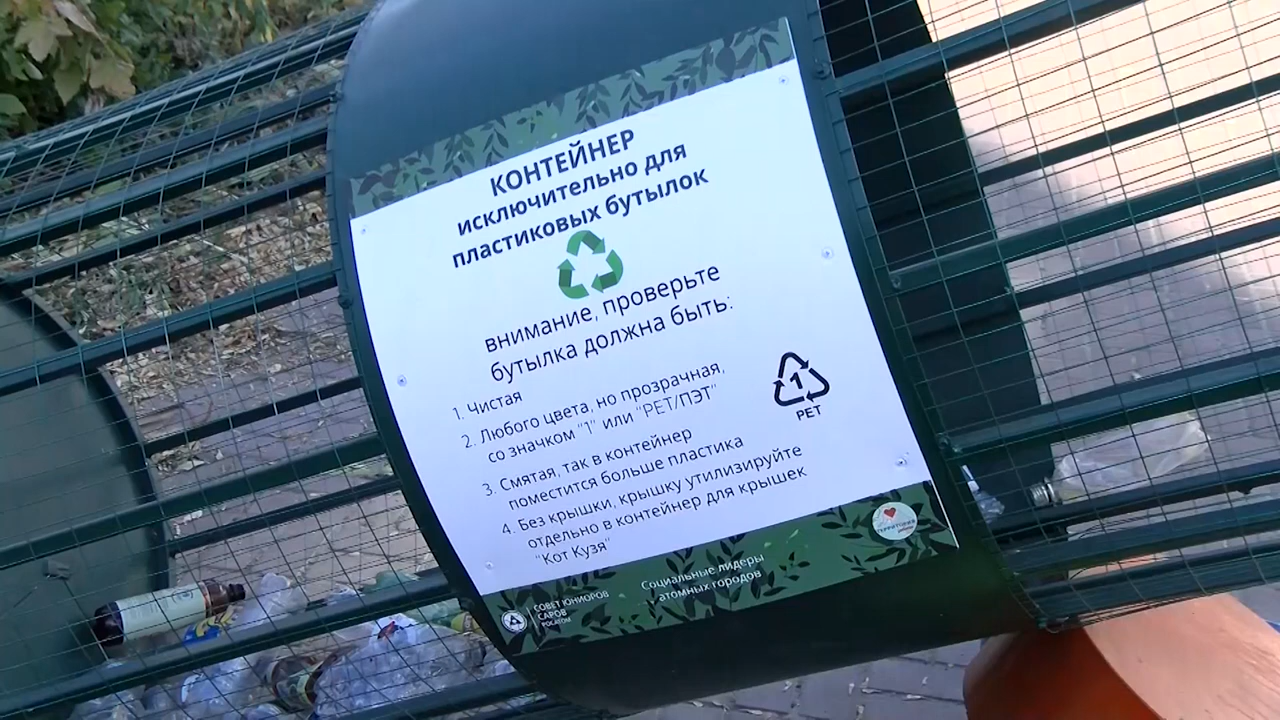 КОНТЕЙНЕР
исключительно для
пластиковых бутылок
внимание, проверьте
бутылка должна быть:
1. Чистая
2. Любого цвета, но прозрачная,
со значком "1" или "PET/ПЭТ"
1
PET
3. Смятая, так в контейнер
поместится больше пластика
4. Без крышки, крышку утилизируйте
отдельно в контейнер для крышек
"Кот Кузя"
ТЕРРИТОРИЯ
Социальные лидеры
атомных городов
СОВЕТ ЮНИОРОВ
САРОВ
РОСАТОМ